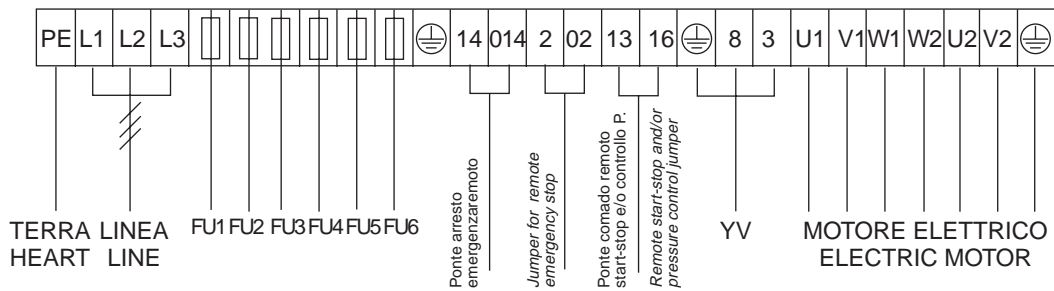 PE L1 L2 L3 14 014 2 02 13 16 8 3 U1 V1 W1 W2 U2 V2
TERRA LINEA
HEART LINE
FU1 FU2 FU3 FU4 FU5 FU6
Ponte arresto
emergenzaremoto
Jumper for remote
emergency stop
Ponte comado remoto
start-stop e/o controllo P.
Remote start-stop and/or
pressure control jumper
YV
MOTORE ELETTRICO
ELECTRIC MOTOR